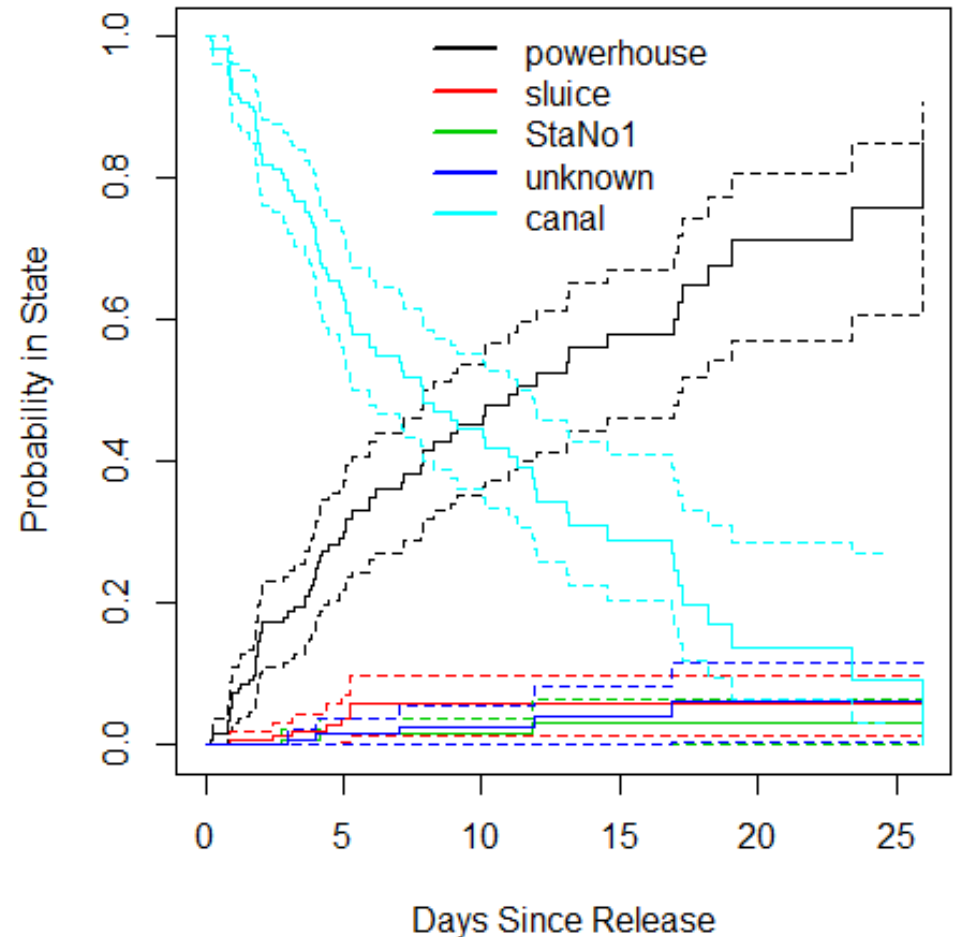 powerhouse
sluice
StaNo1
unknown
canal
Probability in State
1.0
0.8
0.6
0.4
0.2
0.0
0 5 10 15 20 25
Days Since Release